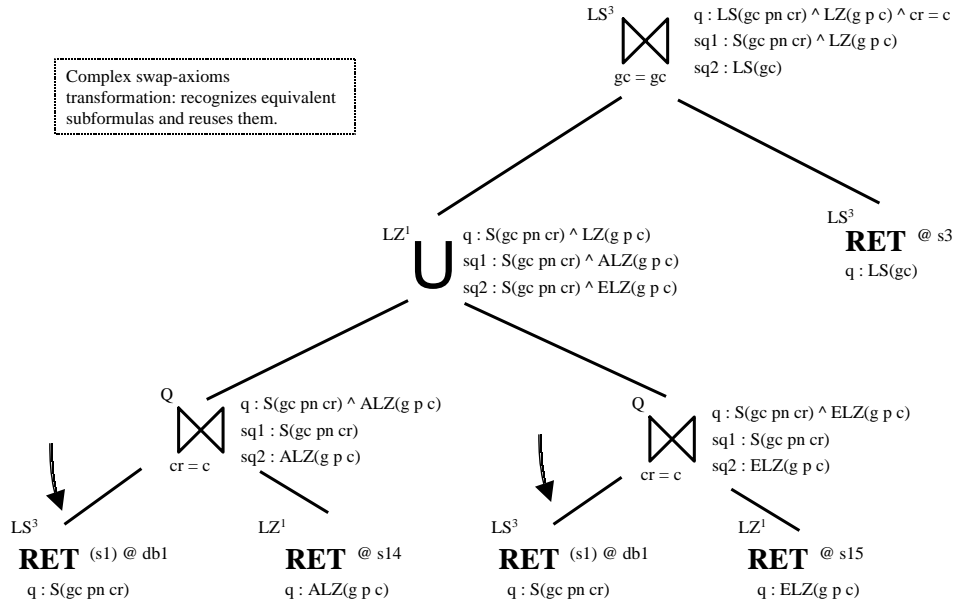 LS³
q : LS(gc pn cr) ^ LZ(g p c) ^ cr = c
sq1 : S(gc pn cr) ^ LZ(g p c)
sq2 : LS(gc)
gc = gc
Complex swap-axioms
transformation: recognizes equivalent
subformulas and reuses them.
LZ¹
U
q : S(gc pn cr) ^ LZ(g p c)
sq1 : S(gc pn cr) ^ ALZ(g p c)
sq2 : S(gc pn cr) ^ ELZ(g p c)
LS³
RET @ s3
q : LS(gc)
Q
q : S(gc pn cr) ^ ALZ(g p c)
sq1 : S(gc pn cr)
sq2 : ALZ(g p c)
cr = c
Q
q : S(gc pn cr) ^ELZ(g p c)
sq1 : S(gc pn cr)
sq2 : ELZ(g p c)
cr = c
LS³
RET (s1) @ db1
q : S(gc pn cr)
LZ¹
RET @ s14
q : ALZ(g p c)
LS³
RET (s1) @ db1
q : S(gc pn cr)
LZ¹
RET @ s15
q : ELZ(g p c)